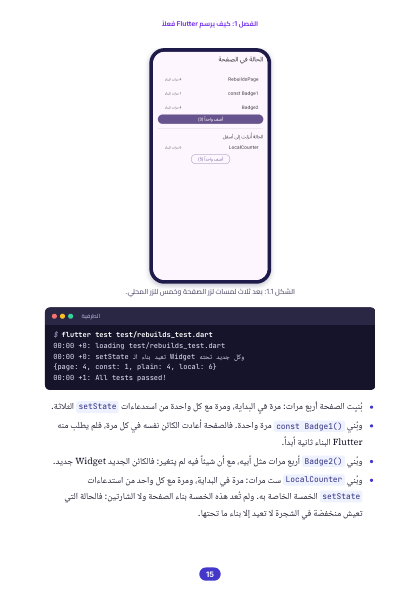 الفصل 1: كيف يرسم Flutter فعلًا
الحالة في الصفحة
RebuildsPage
const Badge1
Badge2
أضف واحداً (3)
الحالة أُنزلت إلى أسفل
LocalCounter
أضف واحداً (5)
الشكل 1.1: بعد ثلاث لمسات لزر الصفحة وخمس للزر المحلي.
الطرفية
$ flutter test test/rebuilds_test.dart
00:00 +0: loading test/rebuilds_test.dart
00:00 +0: setState تعيد بناء الـ Widget وكل جديد تحته
{page: 4, const: 1, plain: 4, local: 6}
00:00 +1: All tests passed!
• بُنيت الصفحة أربع مرات: مرة في البداية، ومرة مع كل واحدة من استدعاءات setState الثلاثة.
• وبُني const Badge1() مرة واحدة. فالصفحة أعادت الكائن نفسه في كل مرة، فلم يطلب منه
Flutter البناء ثانية أبداً.
• وبُني Badge2() أربع مرات مثل أبيه، مع أن شيئاً فيه لم يتغير: فالكائن الجديد Widget جديد.
• وبُني LocalCounter ست مرات: مرة في البداية، ومرة مع كل واحد من استدعاءات
setState الخمسة الخاصة به. ولم تُعد هذه الخمسة بناء الصفحة ولا الشارتين: فالحالة التي
تعيش منخفضة في الشجرة لا تعيد إلا بناء ما تحتها.
15